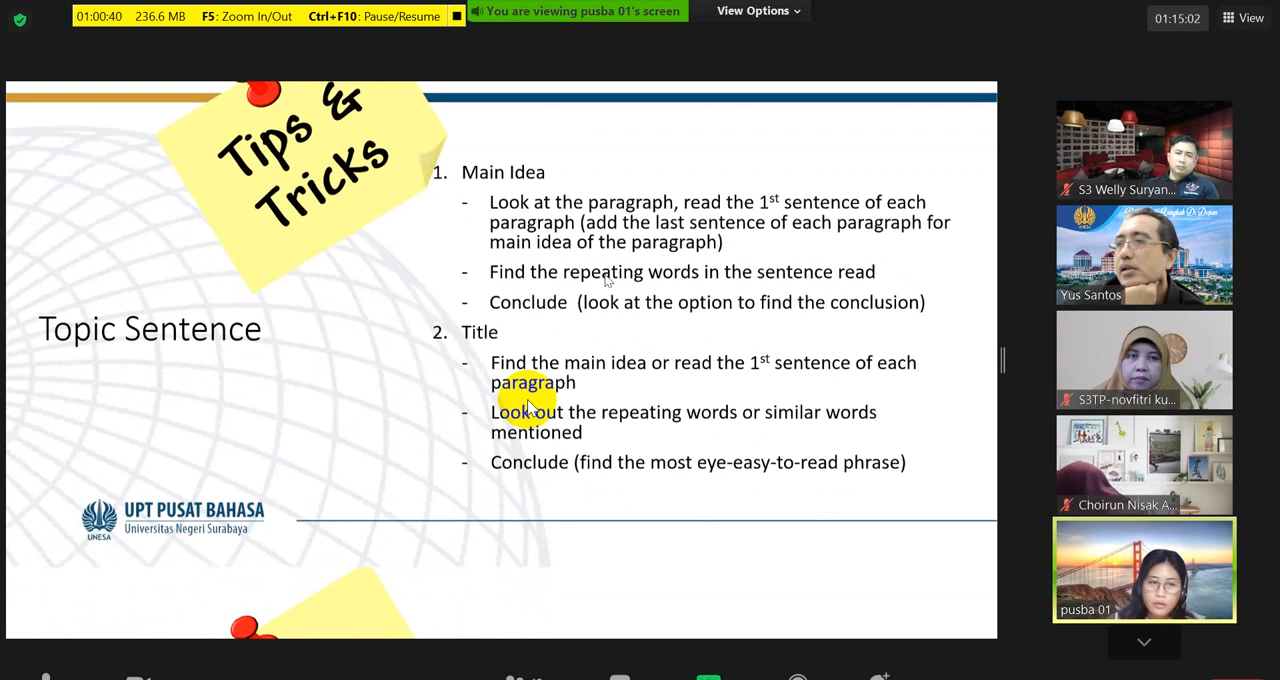 01:00:40 236.6 MB F5: Zoom In/Out Ctrl+F10: Pause/Resume
You are viewing pusba 01's screen
View Options
01:15:02
View
Tips &
Tricks
Topic Sentence
1. Main Idea
- Look at the paragraph, read the 1st sentence of each
paragraph (add the last sentence of each paragraph for
main idea of the paragraph)
- Find the repeating words in the sentence read
- Conclude (look at the option to find the conclusion)
2. Title
- Find the main idea or read the 1st sentence of each
paragraph
- Look out the repeating words or similar words
mentioned
- Conclude (find the most eye-easy-to-read phrase)
UNESA
UPT PUSAT BAHASA
Universitas Negeri Surabaya
S3 Welly Suryan...
UNESA
Yus Santos
S3TP-novfitri ku...
Choirun Nisak A...
pusba 01